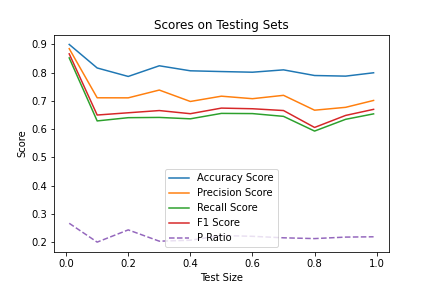 Scores on Testing Sets
0.9
0.8
0.7
0.6
0.5
0.4
0.3
0.2
Score
Accuracy Score
Precision Score
Recall Score
F1 Score
P Ratio
0.0 0.2 0.4 0.6 0.8 1.0
Test Size